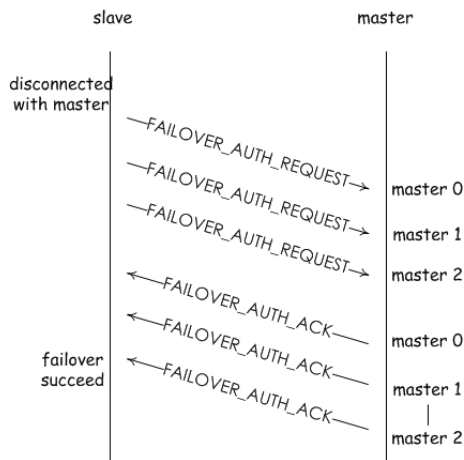 slave
master
disconnected
with master
FAILOVER_AUTH_REQUEST
master 0
FAILOVER_AUTH_REQUEST
master 1
FAILOVER_AUTH_REQUEST
master 2
FAILOVER_AUTH_ACK
master 0
FAILOVER_AUTH_ACK
failover
succeed
master 1
FAILOVER_AUTH_ACK
master 2